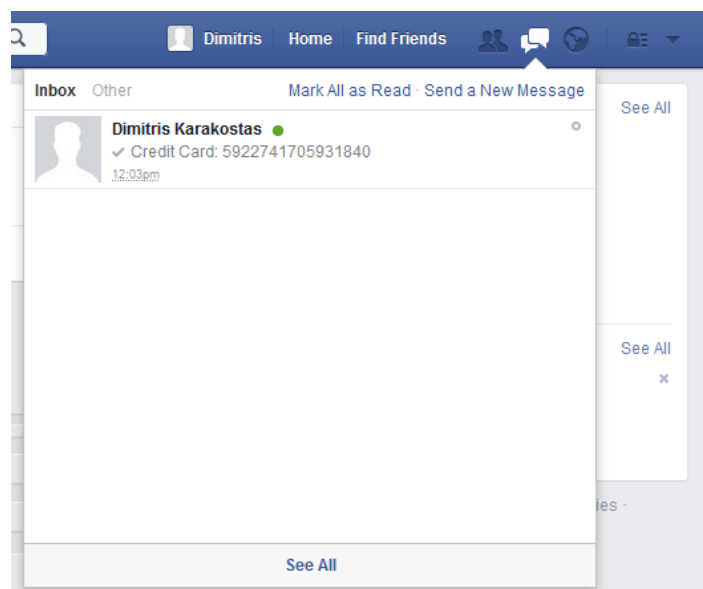 Dimitris Home Find Friends
Inbox Other Mark All as Read · Send a New Message
See All
Dimitris Karakostas
Credit Card: 5922741705931840
12:03pm
See All
ies ·
See All